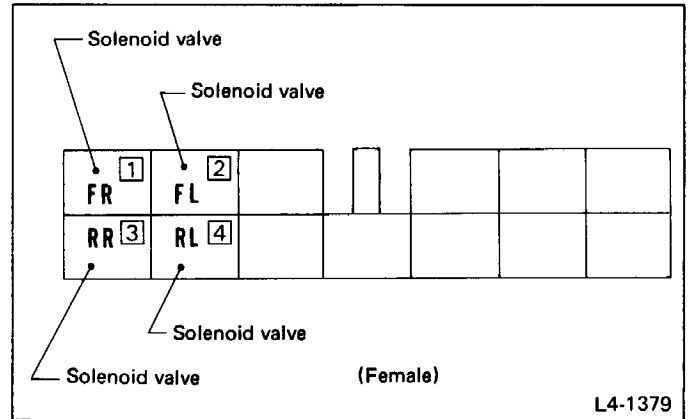 Solenoid valve
Solenoid valve
1 2
FR FL
RR 3 RL 4
Solenoid valve
Solenoid valve (Female)
L4-1379